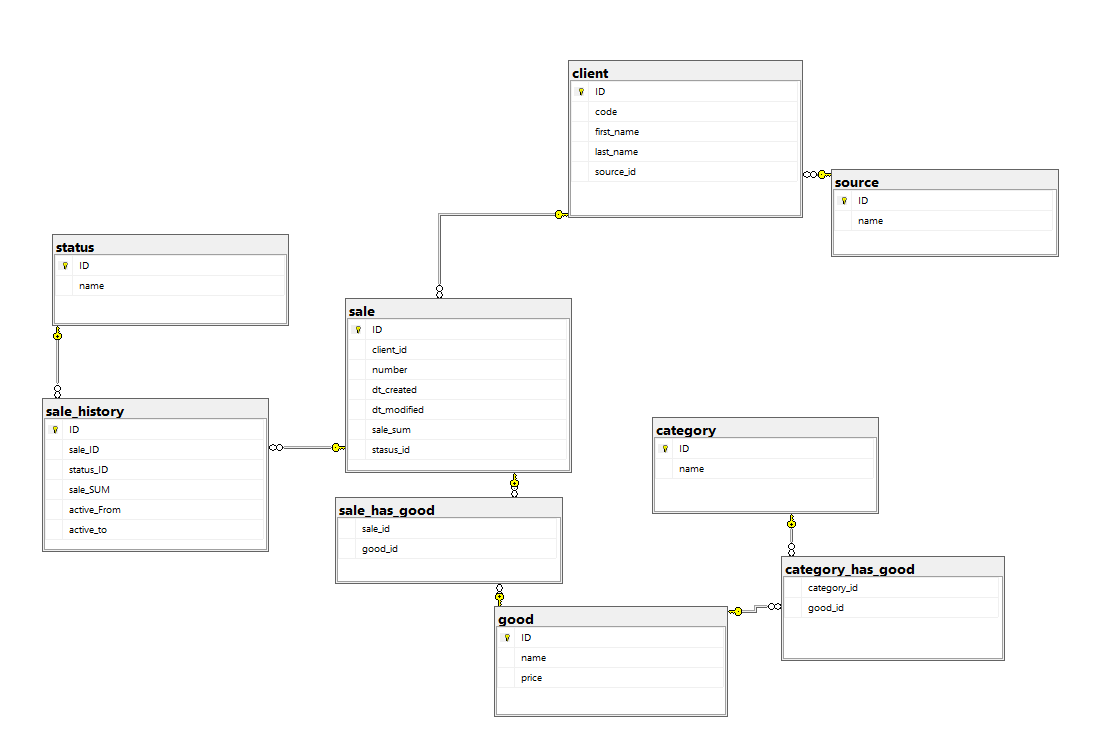 client
ID
code
first_name
last_name
source_id
source
ID
name
status
ID
name
sale
ID
client_id
number
dt_created
dt_modified
sale_sum
stasus_id
sale_history
ID
sale_ID
status_ID
sale_SUM
active_From
active_to
category
ID
name
sale_has_good
sale_id
good_id
category_has_good
category_id
good_id
good
ID
name
price